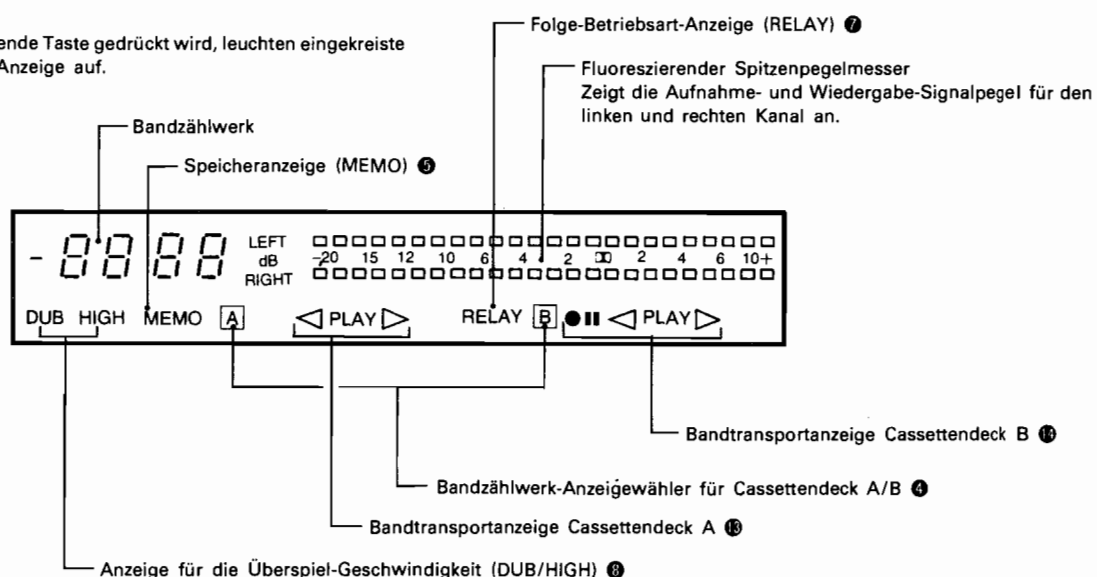 ende Taste gedrückt wird, leuchten eingekreiste
Anzeige auf.
Folge-Betriebsart-Anzeige (RELAY) ❼
Fluoreszierender Spitzenpegelmesser
Zeigt die Aufnahme- und Wiedergabe-Signalpegel für den
linken und rechten Kanal an.
Bandzählwerk
Speicheranzeige (MEMO) ❺
-88 88
LEFT
dB -20 15 12 10 6 4 2 0 2 4 6 10+
RIGHT
DUB HIGH MEMO A ◁ PLAY ▷ RELAY B ●II ◁ PLAY ▷
Bandtransportanzeige Cassettendeck B ⓮
Bandzählwerk-Anzeigewähler für Cassettendeck A/B ❹
Bandtransportanzeige Cassettendeck A ⓭
Anzeige für die Überspiel-Geschwindigkeit (DUB/HIGH) ❽